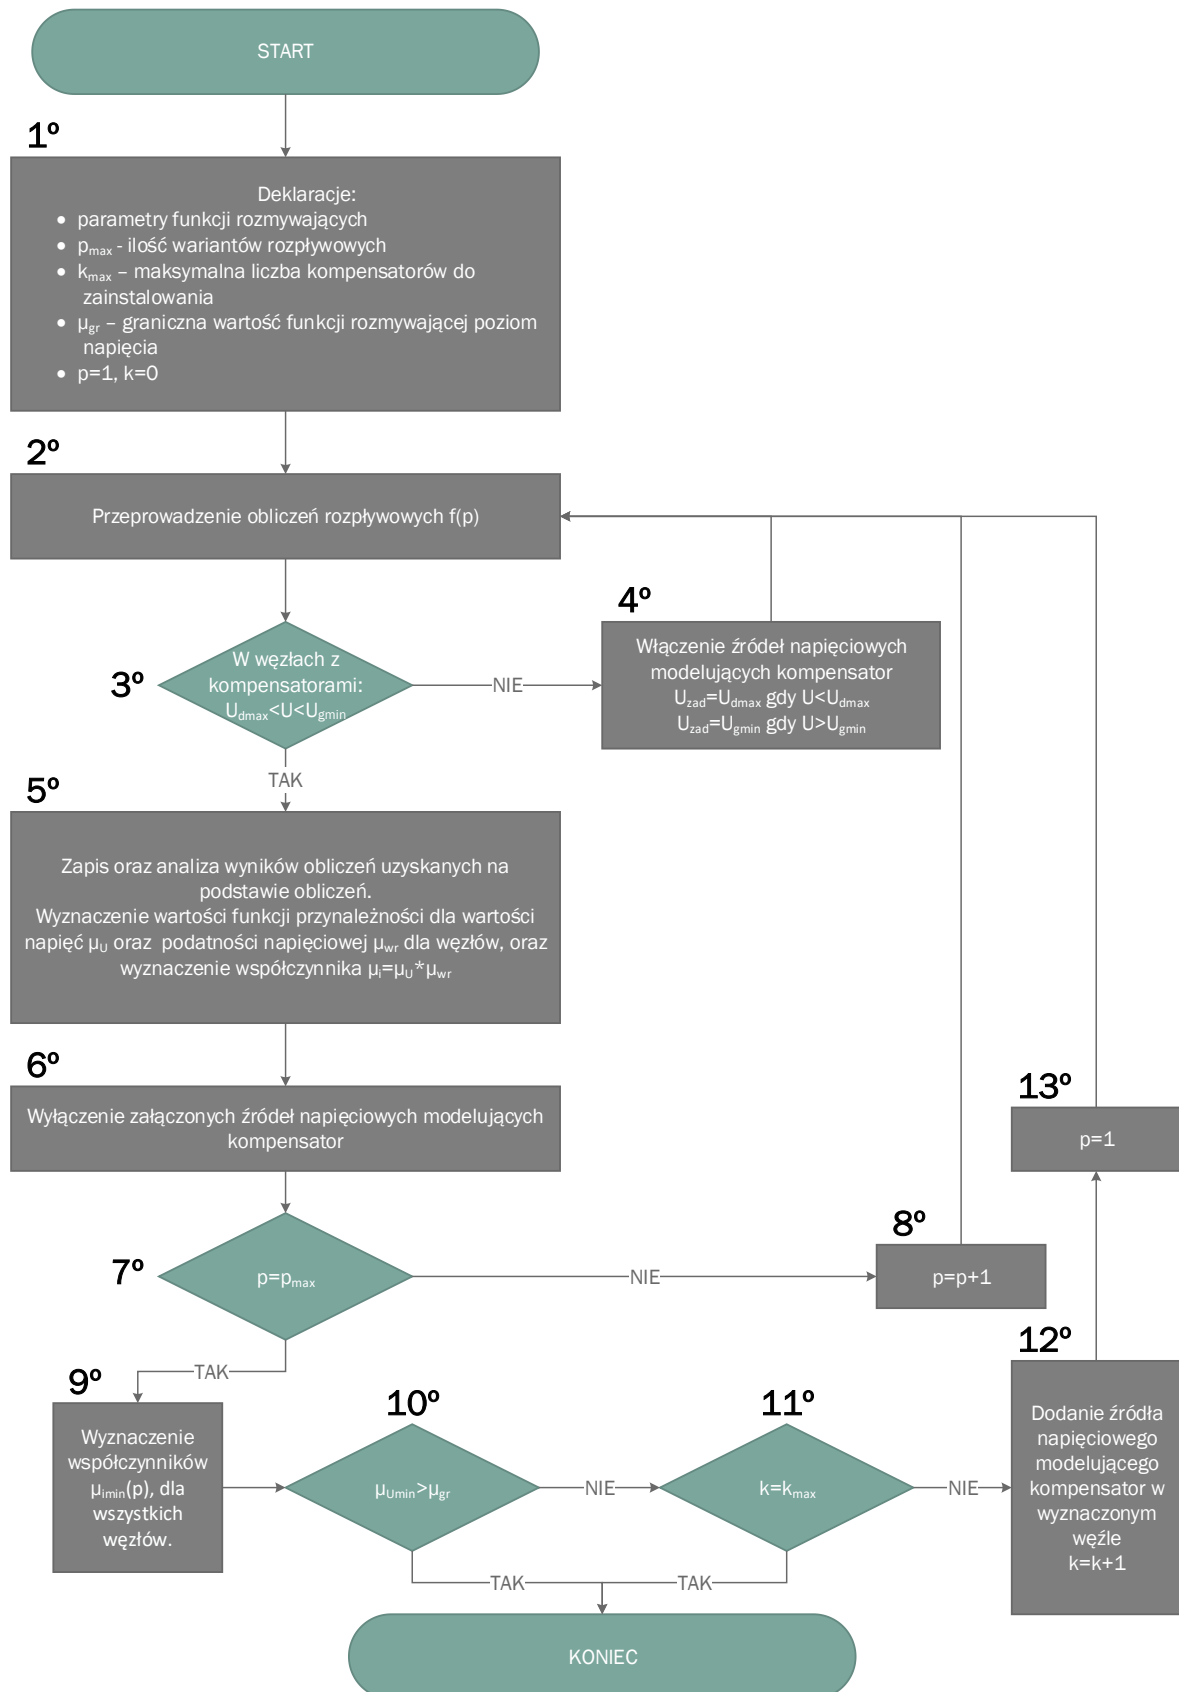 START
1º
Deklaracje:
• parametry funkcji rozmywających
• pmax - ilość wariantów rozpływowych
• kmax – maksymalna liczba kompensatorów do
zainstalowania
• µgr – graniczna wartość funkcji rozmywającej poziom
napięcia
• p=1, k=0
2º
Przeprowadzenie obliczeń rozpływowych f(p)
3º
W węzłach z
kompensatorami:
Udmax<U<Ugmin
NIE
4º
Włączenie źródeł napięciowych
modelujących kompensator
Uzad=Udmax gdy U<Udmax
Uzad=Ugmin gdy U>Ugmin
TAK
5º
Zapis oraz analiza wyników obliczeń uzyskanych na
podstawie obliczeń.
Wyznaczenie wartości funkcji przynależności dla wartości
napięć µU oraz podatności napięciowej µwr dla węzłów, oraz
wyznaczenie współczynnika µi=µU*µwr
6º
Wyłączenie załączonych źródeł napięciowych modelujących
kompensator
7º
p=pmax
NIE
8º
p=p+1
TAK
9º
Wyznaczenie
współczynników
µimin(p), dla
wszystkich
węzłów.
10º
µUmin>µgr
NIE
TAK
11º
k=kmax
NIE
TAK
12º
Dodanie źródła
napięciowego
modelującego
kompensator w
wyznaczonym
węźle
k=k+1
13º
p=1
KONIEC